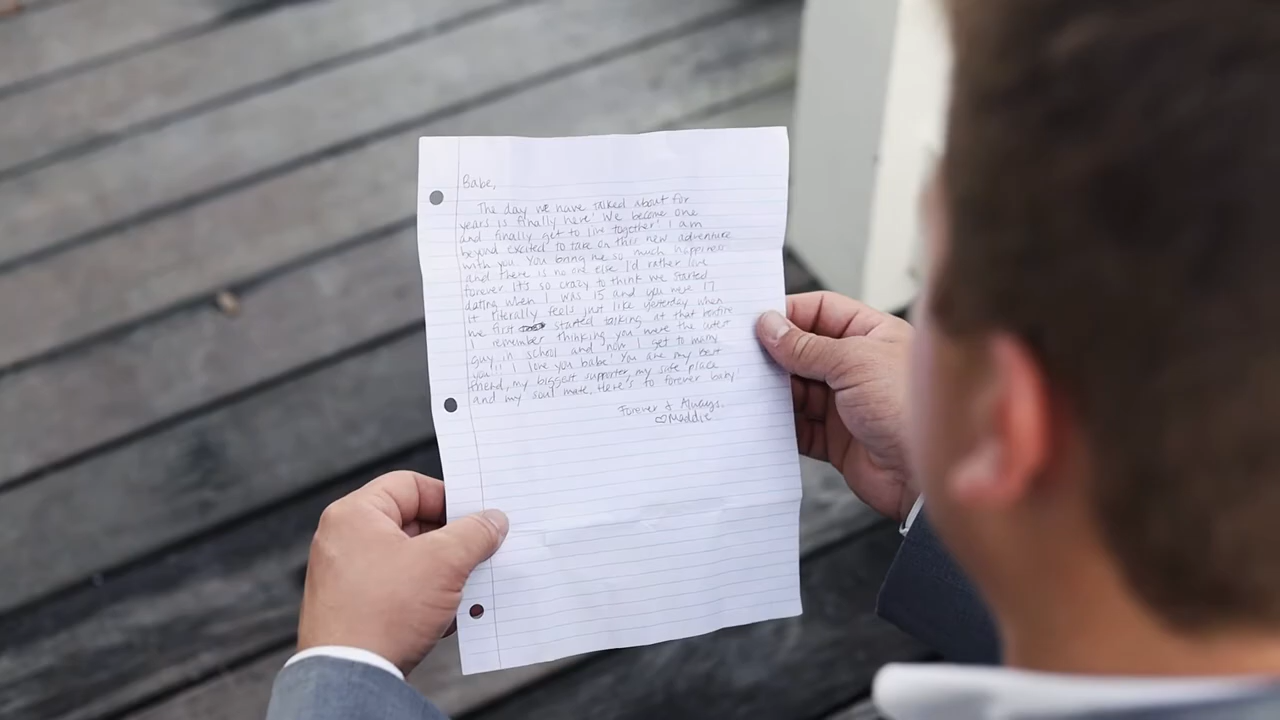 Babe,
The day we have talked about for
years is finally here! We become one
and finally get to live together! I am
beyond excited to take on this new adventure
with you. You bring me so much happiness
and there is no one else I'd rather live
forever. It's so crazy to think we started
dating when I was 15 and you were 17.
It literally feels just like yesterday when
we first started talking at that bonfire
I remember thinking you were the cutest
guy in school and now I get to marry
you!!! I love you babe! You are my best
friend, my biggest supporter, my safe place
and my soul mate. Here's to forever baby!
Forever & Always,
♡Maddie